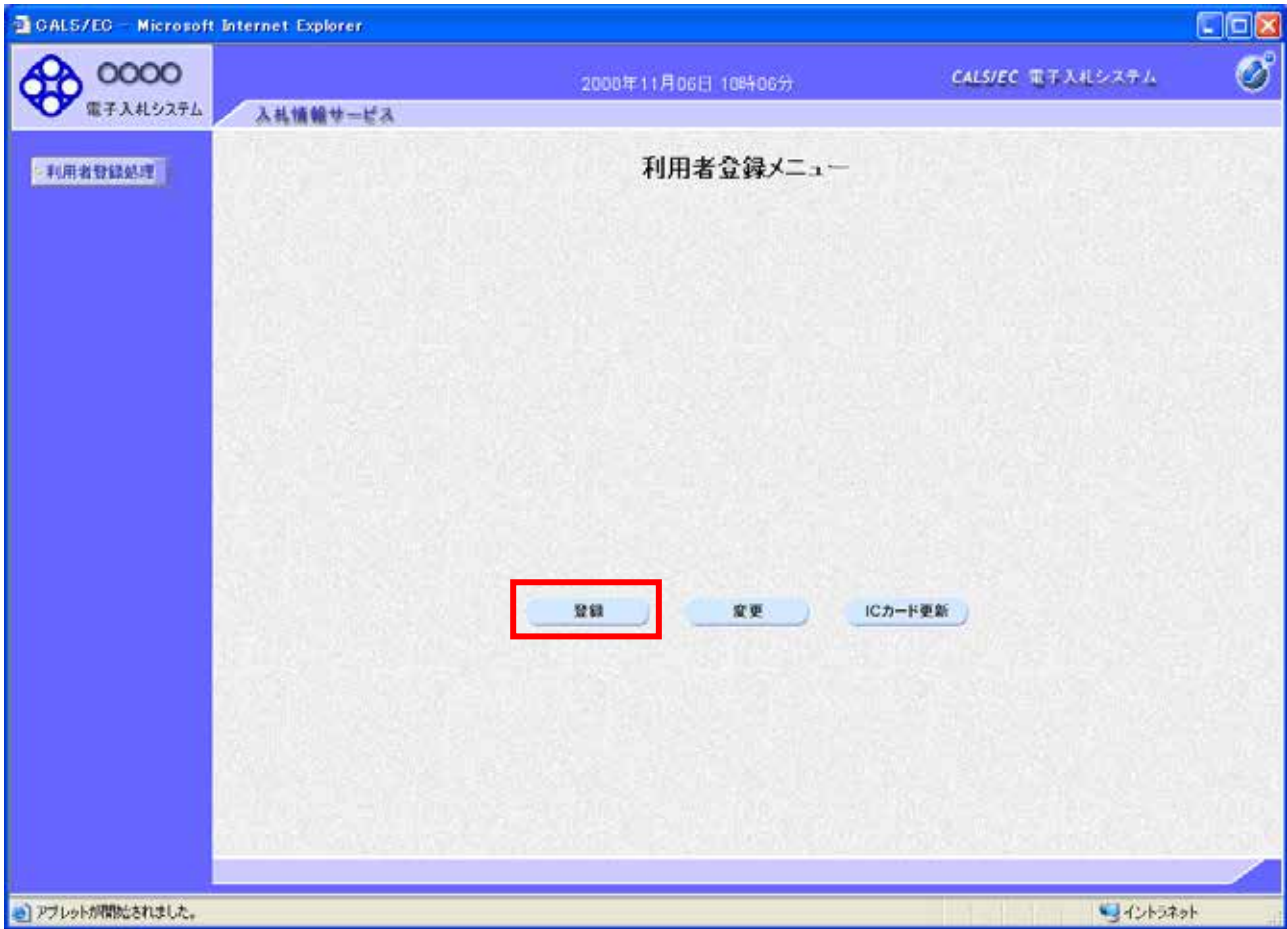 CALS/EC - Microsoft Internet Explorer
〇〇〇〇
電子入札システム
2000年11月06日 10時06分
CALS/EC 電子入札システム
入札情報サービス
利用者登録処理
利用者登録メニュー
登録
変更
ICカード更新
アプレットが開始されました。
イントラネット